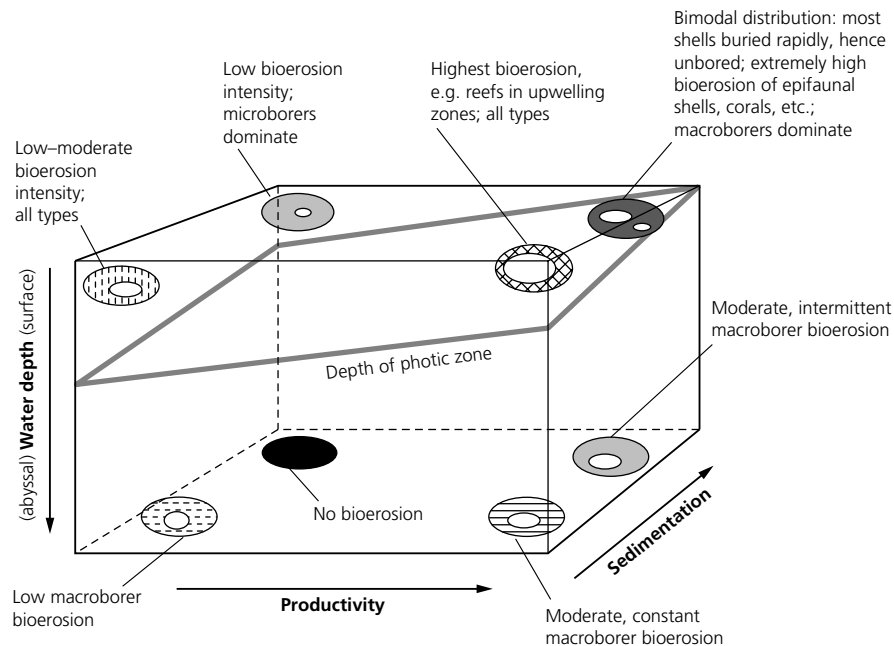 Bimodal distribution: most
shells buried rapidly, hence
unbored; extremely high
bioerosion of epifaunal
shells, corals, etc.;
macroborers dominate
Low bioerosion
intensity;
microborers
dominate
Highest bioerosion,
e.g. reefs in upwelling
zones; all types
Low–moderate
bioerosion
intensity;
all types
(abyssal) Water depth (surface)
Moderate, intermittent
macroborer bioerosion
Depth of photic zone
No bioerosion
Sedimentation
Low macroborer
bioerosion
Productivity
Moderate, constant
macroborer bioerosion